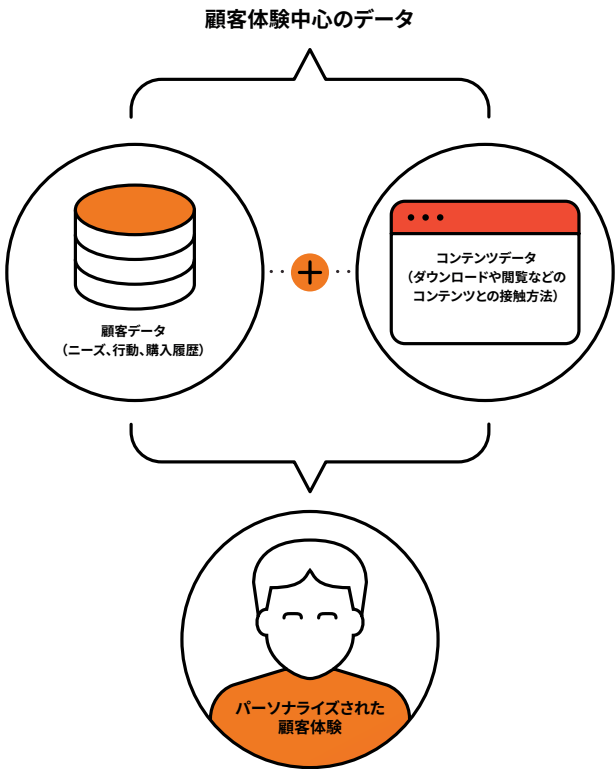 顧客体験中心のデータ
顧客データ
（ニーズ、行動、購入履歴）
コンテンツデータ
（ダウンロードや閲覧などの
コンテンツとの接触方法）
パーソナライズされた
顧客体験